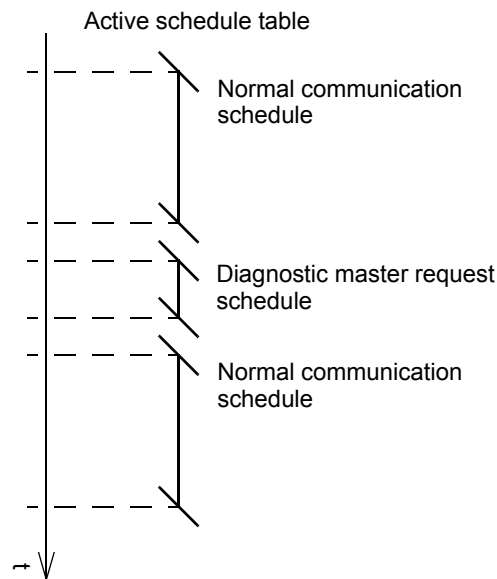 Active schedule table
Normal communication
schedule
Diagnostic master request
schedule
Normal communication
schedule
t